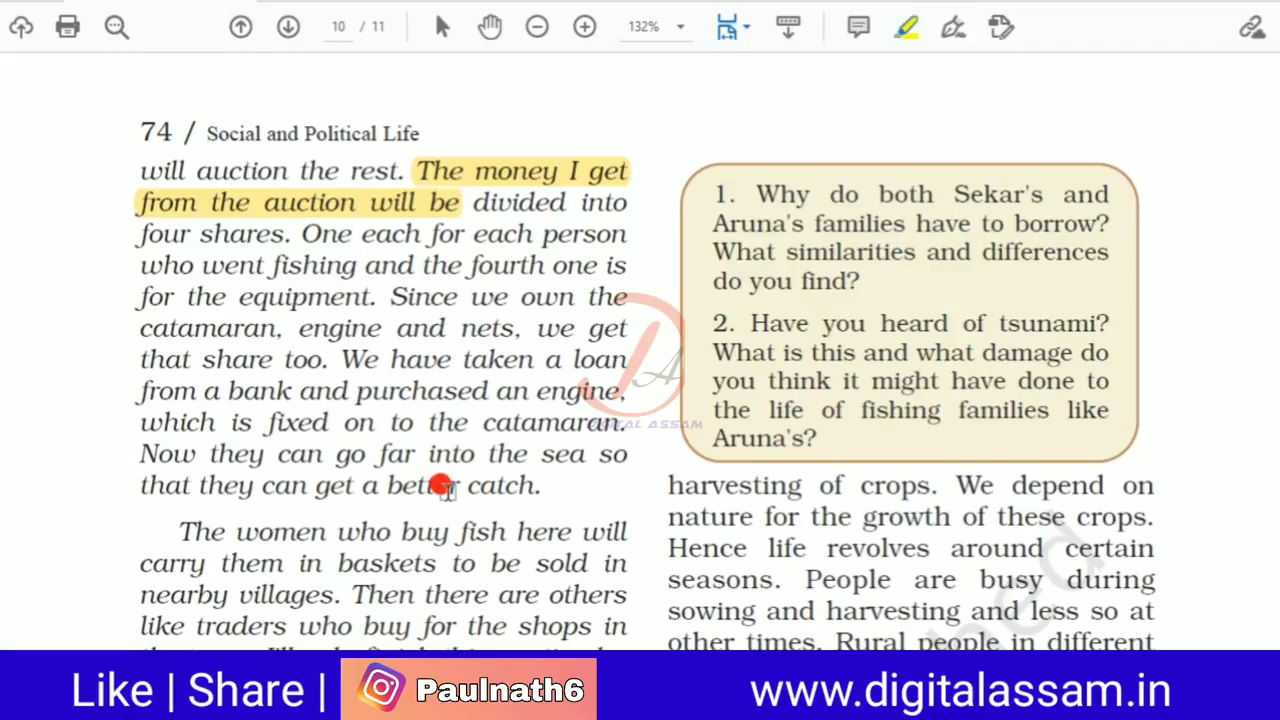 10 / 11
132%
74 / Social and Political Life
will auction the rest. The money I get
from the auction will be divided into
four shares. One each for each person
who went fishing and the fourth one is
for the equipment. Since we own the
catamaran, engine and nets, we get
that share too. We have taken a loan
from a bank and purchased an engine,
which is fixed on to the catamaran.
Now they can go far into the sea so
that they can get a better catch.
The women who buy fish here will
carry them in baskets to be sold in
nearby villages. Then there are others
like traders who buy for the shops in
1. Why do both Sekar's and
Aruna's families have to borrow?
What similarities and differences
do you find?
2. Have you heard of tsunami?
What is this and what damage do
you think it might have done to
the life of fishing families like
Aruna's?
harvesting of crops. We depend on
nature for the growth of these crops.
Hence life revolves around certain
seasons. People are busy during
sowing and harvesting and less so at
other times. Rural people in different
DIGITAL ASSAM
Like | Share | Paulnath6
www.digitalassam.in